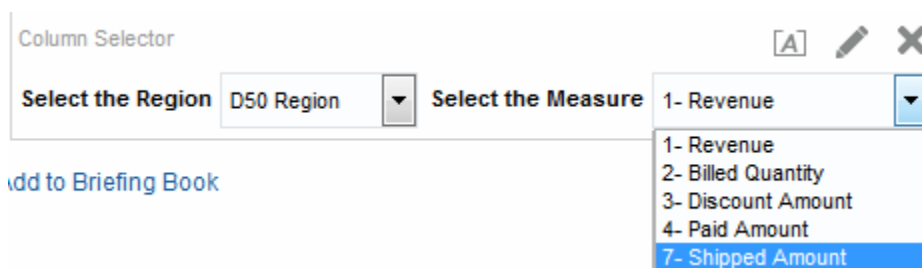 Column Selector [A]
Select the Region D50 Region Select the Measure 1- Revenue
1- Revenue
dd to Briefing Book
2- Billed Quantity
3- Discount Amount
4- Paid Amount
7- Shipped Amount